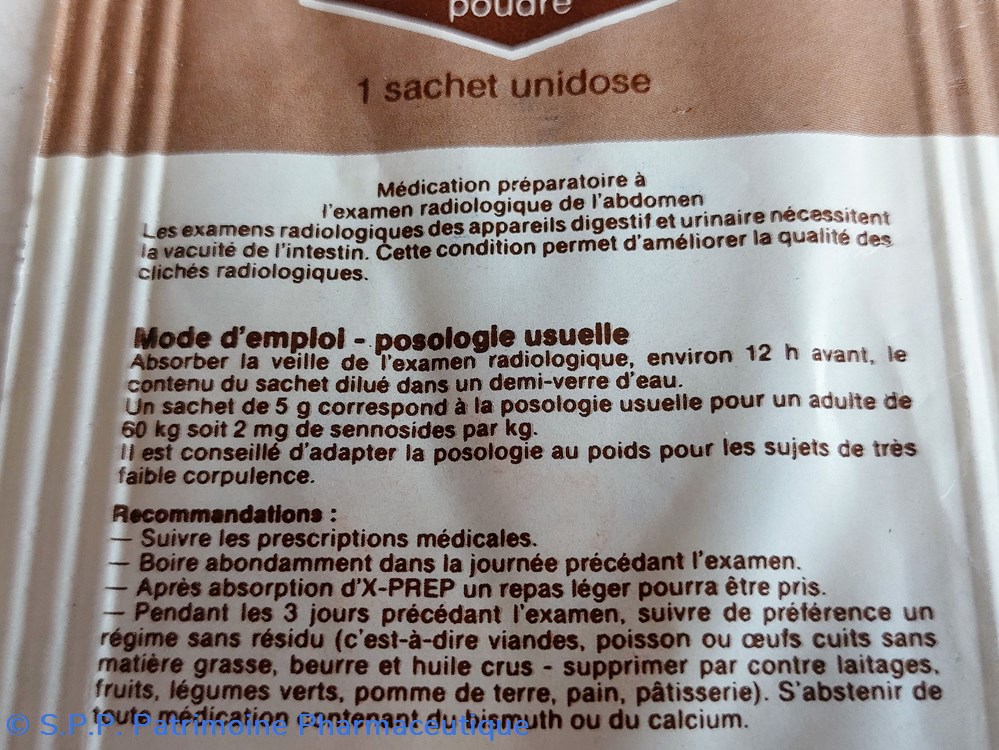 poudre
1 sachet unidose
Médication préparatoire à
l'examen radiologique de l'abdomen
Les examens radiologiques des appareils digestif et urinaire nécessitent
la vacuité de l'intestin. Cette condition permet d'améliorer la qualité des
clichés radiologiques.
Mode d'emploi - posologie usuelle
Absorber la veille de l'examen radiologique, environ 12 h avant, le
contenu du sachet dilué dans un demi-verre d'eau.
Un sachet de 5 g correspond à la posologie usuelle pour un adulte de
60 kg soit 2 mg de sennosides par kg.
Il est conseillé d'adapter la posologie au poids pour les sujets de très
faible corpulence.
Recommandations :
— Suivre les prescriptions médicales.
— Boire abondamment dans la journée précédant l'examen.
— Après absorption d'X-PREP un repas léger pourra être pris.
— Pendant les 3 jours précédant l'examen, suivre de préférence un
régime sans résidu (c'est-à-dire viandes, poisson ou œufs cuits sans
matière grasse, beurre et huile crus - supprimer par contre laitages,
fruits, légumes verts, pomme de terre, pain, pâtisserie). S'abstenir de
toute médication contenant du bismuth ou du calcium.
© S.P.P. Patrimoine Pharmaceutique